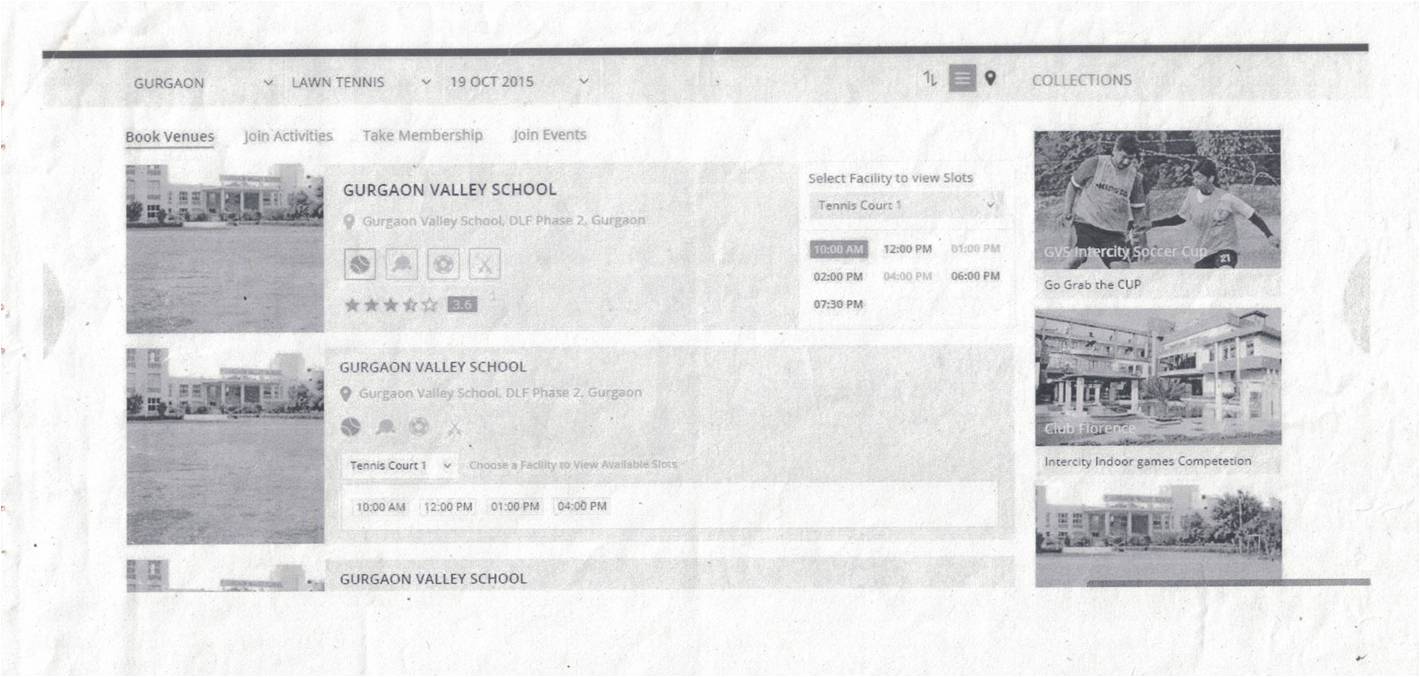 GURGAON LAWN TENNIS 19 OCT 2015 COLLECTIONS
Book Venues Join Activities Take Membership Join Events
GURGAON VALLEY SCHOOL
Gurgaon Valley School, DLF Phase 2, Gurgaon
3.6
Select Facility to view Slots
Tennis Court 1
10:00 AM 12:00 PM 01:00 PM
02:00 PM 04:00 PM 06:00 PM
07:30 PM
GURGAON VALLEY SCHOOL
Gurgaon Valley School, DLF Phase 2, Gurgaon
Tennis Court 1 Choose a Facility to View Available Slots
10:00 AM 12:00 PM 01:00 PM 04:00 PM
GURGAON VALLEY SCHOOL
21
GVS Intercity Soccer Cup
Go Grab the CUP
Club Florence
Intercity Indoor games Competetion